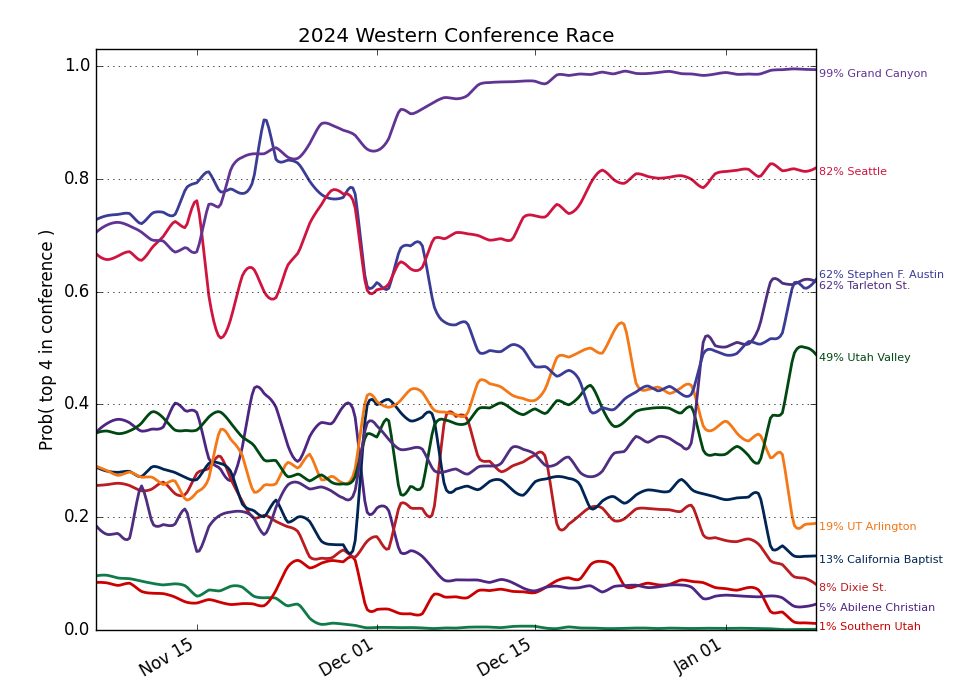 2024 Western Conference Race
1.0
0.8
0.6
0.4
0.2
0.0
Prob( top 4 in conference )
Nov 15
Dec 01
Dec 15
Jan 01
99% Grand Canyon
82% Seattle
62% Stephen F. Austin
62% Tarleton St.
49% Utah Valley
19% UT Arlington
13% California Baptist
8% Dixie St.
5% Abilene Christian
1% Southern Utah